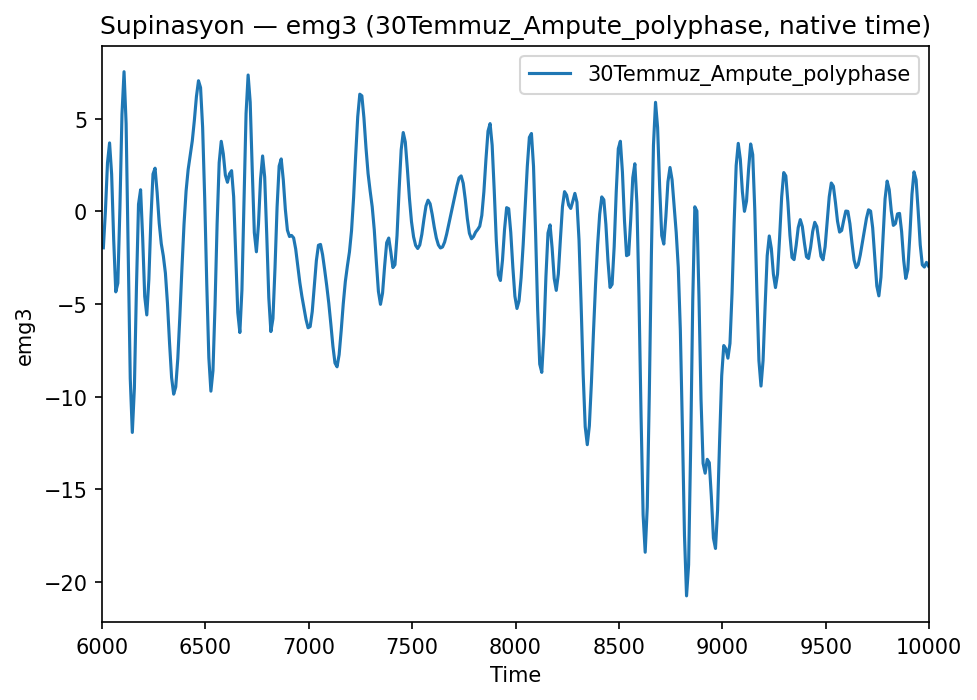 Supinasyon — emg3 (30Temmuz_Ampute_polyphase, native time)
30Temmuz_Ampute_polyphase
emg3
5
0
−5
−10
−15
−20
6000 6500 7000 7500 8000 8500 9000 9500 10000
Time